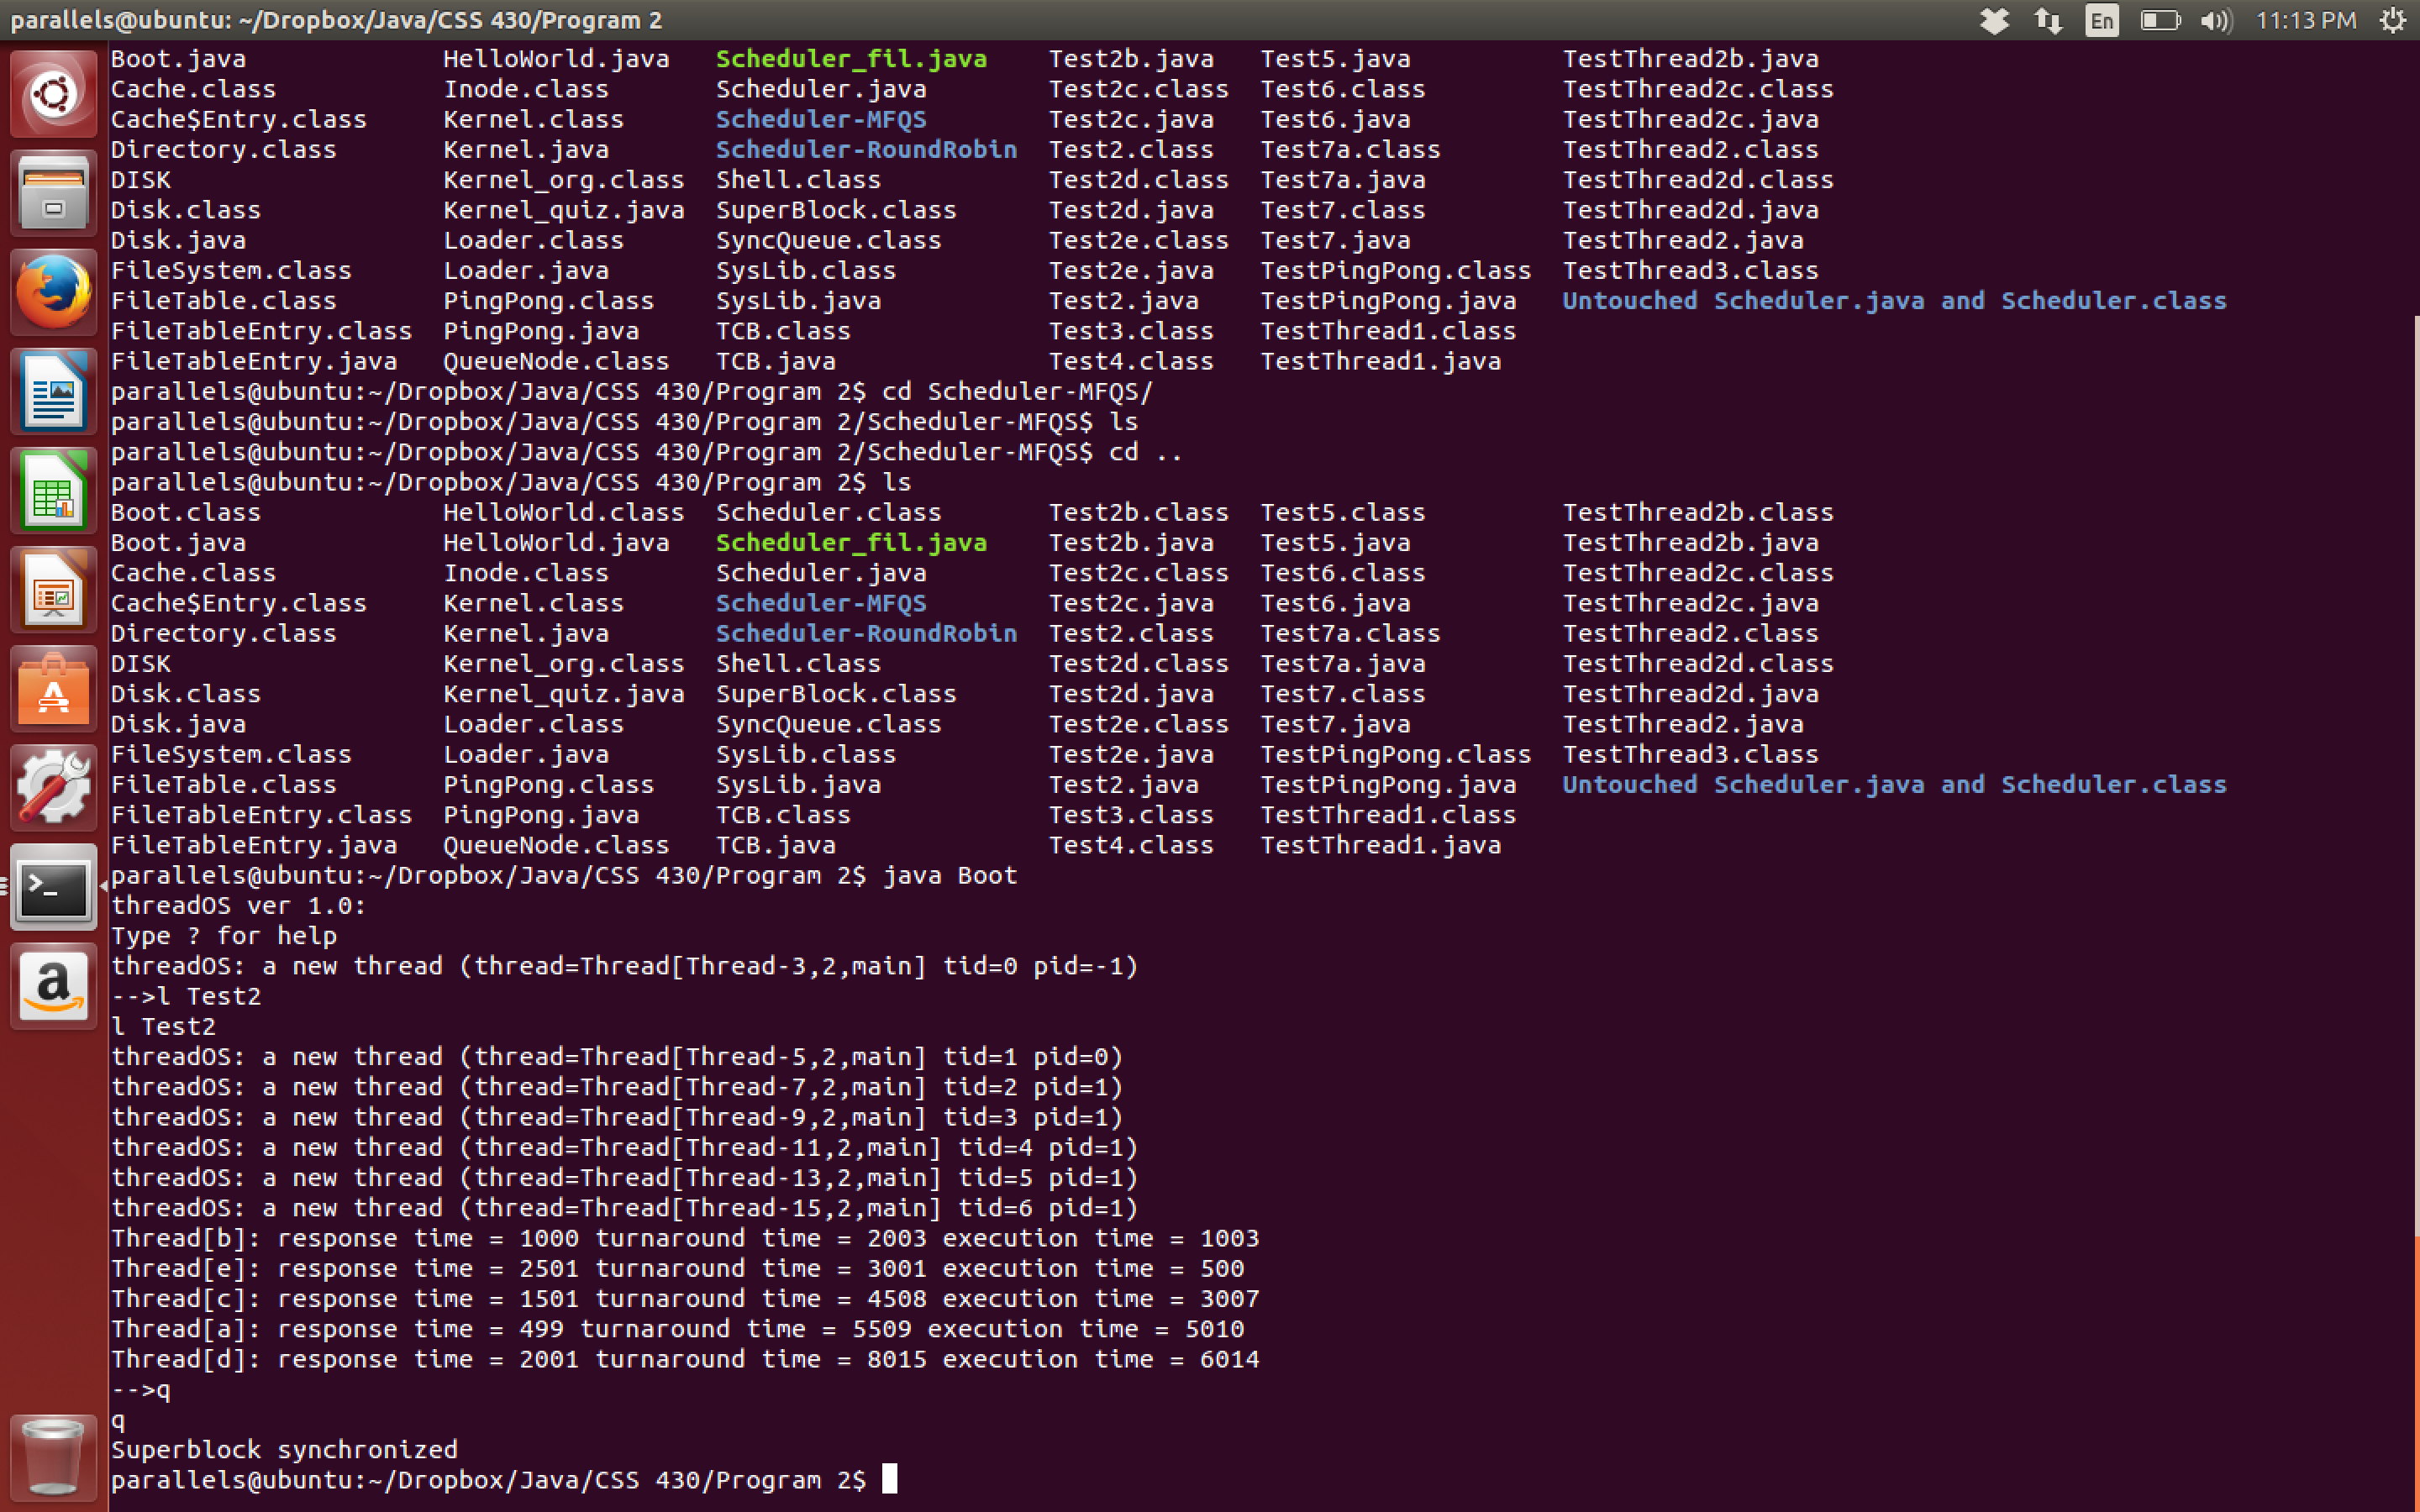 parallels@ubuntu: ~/Dropbox/Java/CSS 430/Program 2 En 11:13 PM
Boot.java HelloWorld.java Scheduler_fil.java Test2b.java Test5.java TestThread2b.java
Cache.class Inode.class Scheduler.java Test2c.class Test6.class TestThread2c.class
Cache$Entry.class Kernel.class Scheduler-MFQS Test2c.java Test6.java TestThread2c.java
Directory.class Kernel.java Scheduler-RoundRobin Test2.class Test7a.class TestThread2.class
DISK Kernel_org.class Shell.class Test2d.class Test7a.java TestThread2d.class
Disk.class Kernel_quiz.java SuperBlock.class Test2d.java Test7.class TestThread2d.java
Disk.java Loader.class SyncQueue.class Test2e.class Test7.java TestThread2.java
FileSystem.class Loader.java SysLib.class Test2e.java TestPingPong.class TestThread3.class
FileTable.class PingPong.class SysLib.java Test2.java TestPingPong.java Untouched Scheduler.java and Scheduler.class
FileTableEntry.class PingPong.java TCB.class Test3.class TestThread1.class
FileTableEntry.java QueueNode.class TCB.java Test4.class TestThread1.java
parallels@ubuntu:~/Dropbox/Java/CSS 430/Program 2$ cd Scheduler-MFQS/
parallels@ubuntu:~/Dropbox/Java/CSS 430/Program 2/Scheduler-MFQS$ ls
parallels@ubuntu:~/Dropbox/Java/CSS 430/Program 2/Scheduler-MFQS$ cd ..
parallels@ubuntu:~/Dropbox/Java/CSS 430/Program 2$ ls
Boot.class HelloWorld.class Scheduler.class Test2b.class Test5.class TestThread2b.class
Boot.java HelloWorld.java Scheduler_fil.java Test2b.java Test5.java TestThread2b.java
Cache.class Inode.class Scheduler.java Test2c.class Test6.class TestThread2c.class
Cache$Entry.class Kernel.class Scheduler-MFQS Test2c.java Test6.java TestThread2c.java
Directory.class Kernel.java Scheduler-RoundRobin Test2.class Test7a.class TestThread2.class
DISK Kernel_org.class Shell.class Test2d.class Test7a.java TestThread2d.class
Disk.class Kernel_quiz.java SuperBlock.class Test2d.java Test7.class TestThread2d.java
Disk.java Loader.class SyncQueue.class Test2e.class Test7.java TestThread2.java
FileSystem.class Loader.java SysLib.class Test2e.java TestPingPong.class TestThread3.class
FileTable.class PingPong.class SysLib.java Test2.java TestPingPong.java Untouched Scheduler.java and Scheduler.class
FileTableEntry.class PingPong.java TCB.class Test3.class TestThread1.class
FileTableEntry.java QueueNode.class TCB.java Test4.class TestThread1.java
parallels@ubuntu:~/Dropbox/Java/CSS 430/Program 2$ java Boot
threadOS ver 1.0:
Type ? for help
threadOS: a new thread (thread=Thread[Thread-3,2,main] tid=0 pid=-1)
-->l Test2
l Test2
threadOS: a new thread (thread=Thread[Thread-5,2,main] tid=1 pid=0)
threadOS: a new thread (thread=Thread[Thread-7,2,main] tid=2 pid=1)
threadOS: a new thread (thread=Thread[Thread-9,2,main] tid=3 pid=1)
threadOS: a new thread (thread=Thread[Thread-11,2,main] tid=4 pid=1)
threadOS: a new thread (thread=Thread[Thread-13,2,main] tid=5 pid=1)
threadOS: a new thread (thread=Thread[Thread-15,2,main] tid=6 pid=1)
Thread[b]: response time = 1000 turnaround time = 2003 execution time = 1003
Thread[e]: response time = 2501 turnaround time = 3001 execution time = 500
Thread[c]: response time = 1501 turnaround time = 4508 execution time = 3007
Thread[a]: response time = 499 turnaround time = 5509 execution time = 5010
Thread[d]: response time = 2001 turnaround time = 8015 execution time = 6014
-->q
q
Superblock synchronized
parallels@ubuntu:~/Dropbox/Java/CSS 430/Program 2$